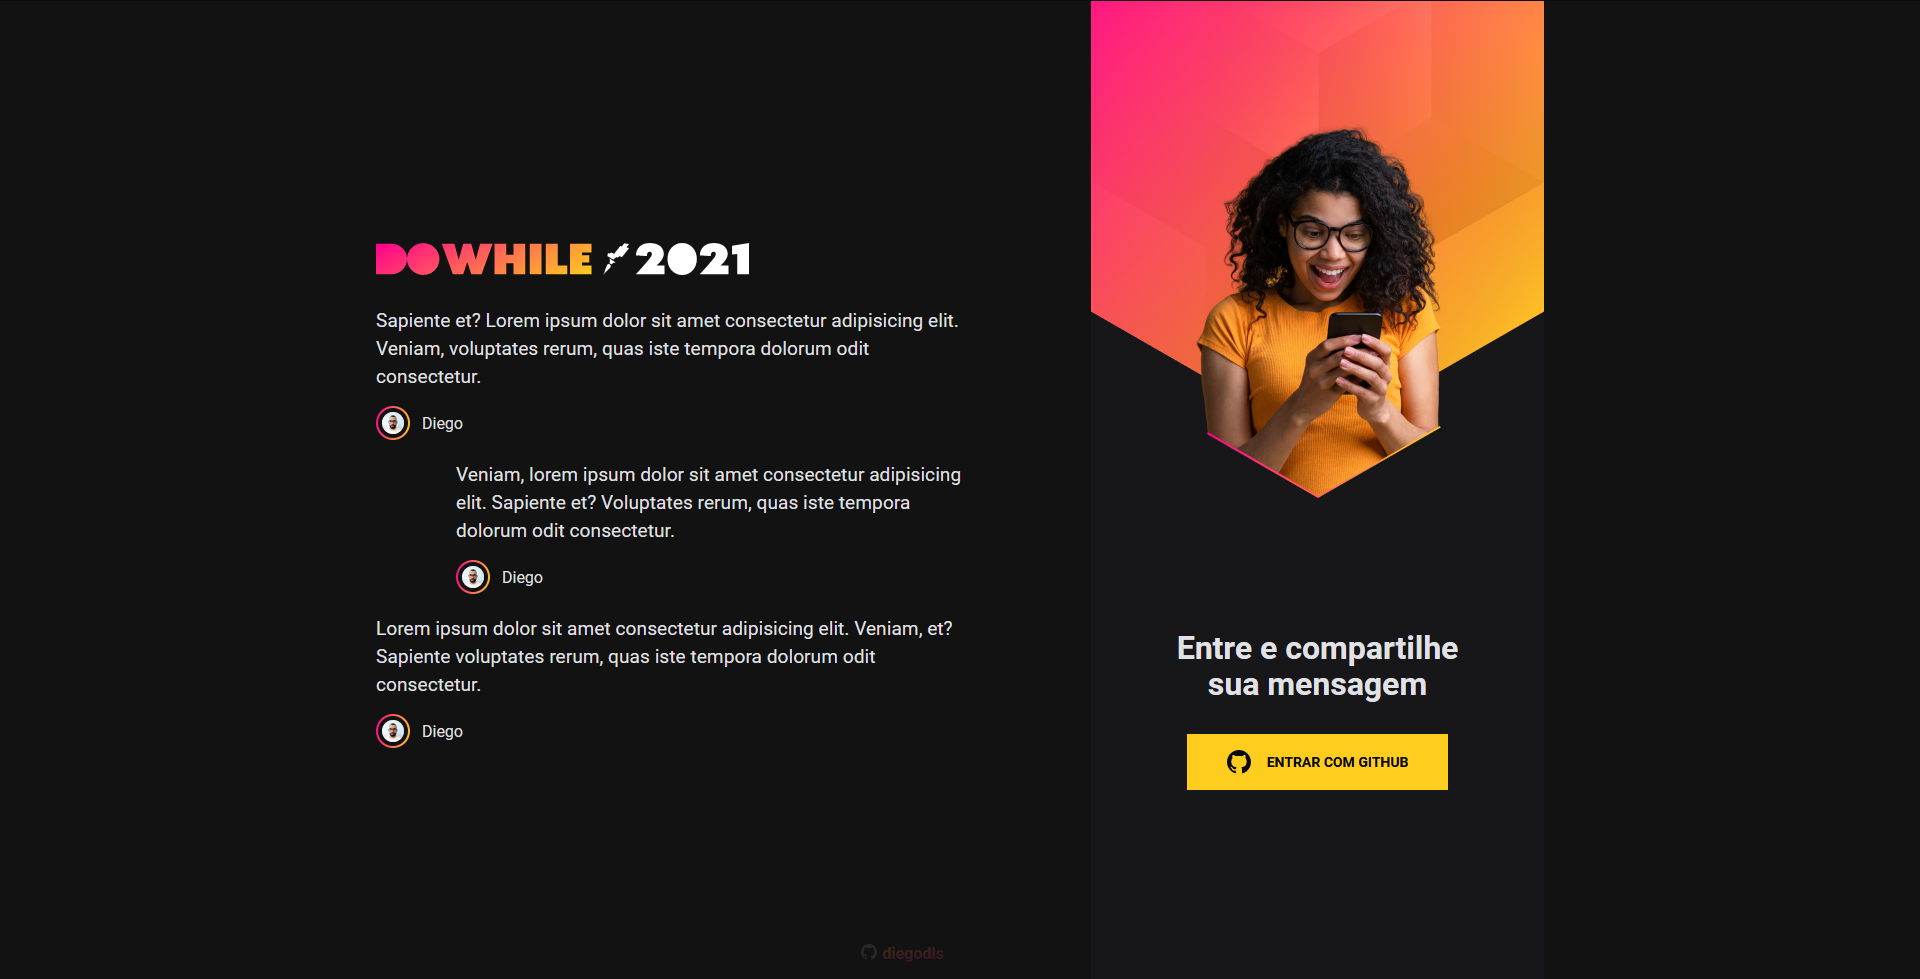 DOWHILE 2021
Sapiente et? Lorem ipsum dolor sit amet consectetur adipisicing elit.
Veniam, voluptates rerum, quas iste tempora dolorum odit
consectetur.
Diego
Veniam, lorem ipsum dolor sit amet consectetur adipisicing
elit. Sapiente et? Voluptates rerum, quas iste tempora
dolorum odit consectetur.
Diego
Lorem ipsum dolor sit amet consectetur adipisicing elit. Veniam, et?
Sapiente voluptates rerum, quas iste tempora dolorum odit
consectetur.
Diego
Entre e compartilhe
sua mensagem
ENTRAR COM GITHUB
diegodls